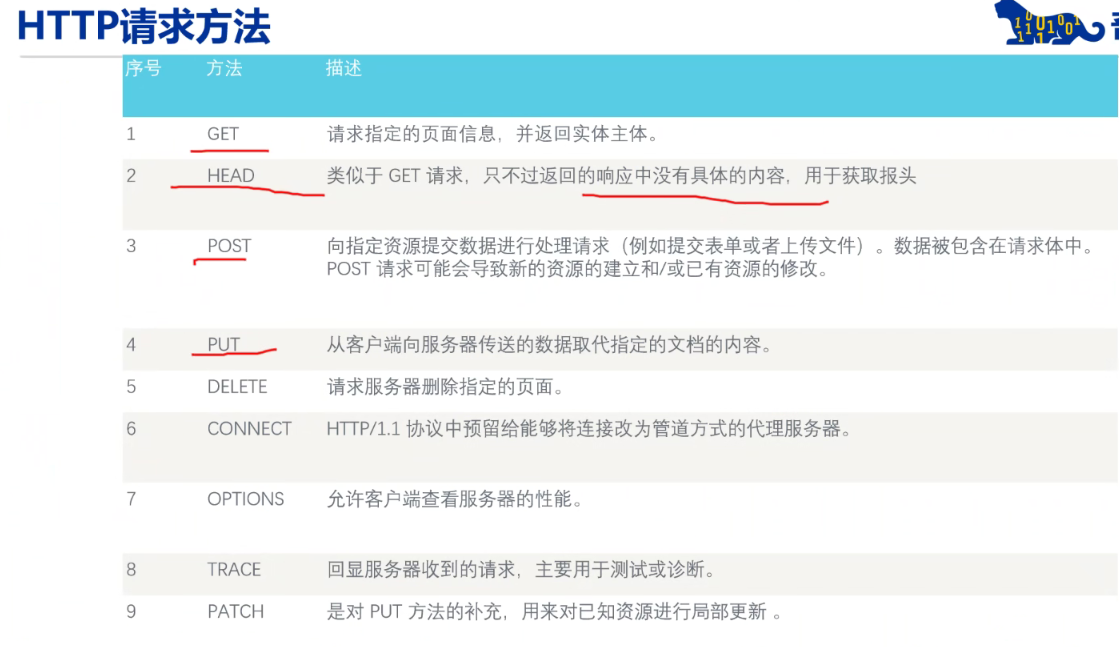 HTTP请求方法
序号 方法 描述
1 GET 请求指定的页面信息，并返回实体主体。
2 HEAD 类似于 GET 请求，只不过返回的响应中没有具体的内容，用于获取报头
3 POST 向指定资源提交数据进行处理请求（例如提交表单或者上传文件）。数据被包含在请求体中。
POST 请求可能会导致新的资源的建立和/或已有资源的修改。
4 PUT 从客户端向服务器传送的数据取代指定的文档的内容。
5 DELETE 请求服务器删除指定的页面。
6 CONNECT HTTP/1.1 协议中预留给能够将连接改为管道方式的代理服务器。
7 OPTIONS 允许客户端查看服务器的性能。
8 TRACE 回显服务器收到的请求，主要用于测试或诊断。
9 PATCH 是对 PUT 方法的补充，用来对已知资源进行局部更新 。